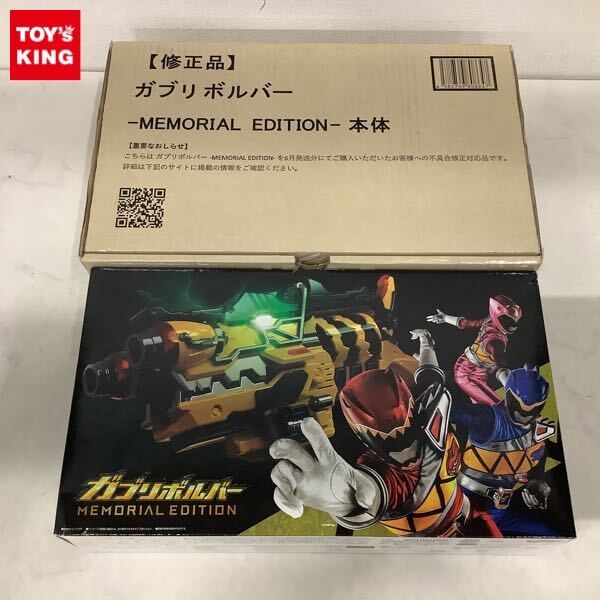 TOY'S
KING
【修正品】
ガブリボルバー
-MEMORIAL EDITION- 本体
【重要なおしらせ】
こちらは ガブリボルバー -MEMORIAL EDITION- を6月発送分にてご購入いただいたお客様への不具合修正対応品です。
詳細は下記のサイトに掲載の情報をご確認ください。
ガブリボルバー
MEMORIAL EDITION